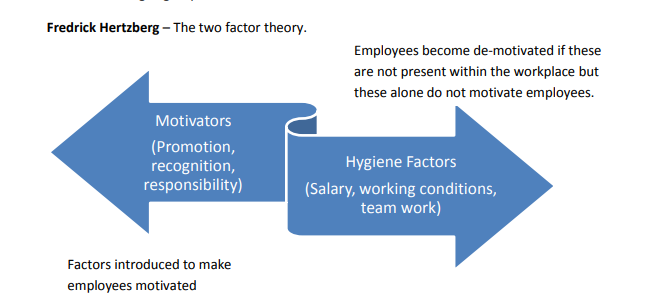 Fredrick Hertzberg – The two factor theory.
Employees become de-motivated if these
are not present within the workplace but
these alone do not motivate employees.
Motivators
(Promotion,
recognition,
responsibility)
Hygiene Factors
(Salary, working conditions,
team work)
Factors introduced to make
employees motivated